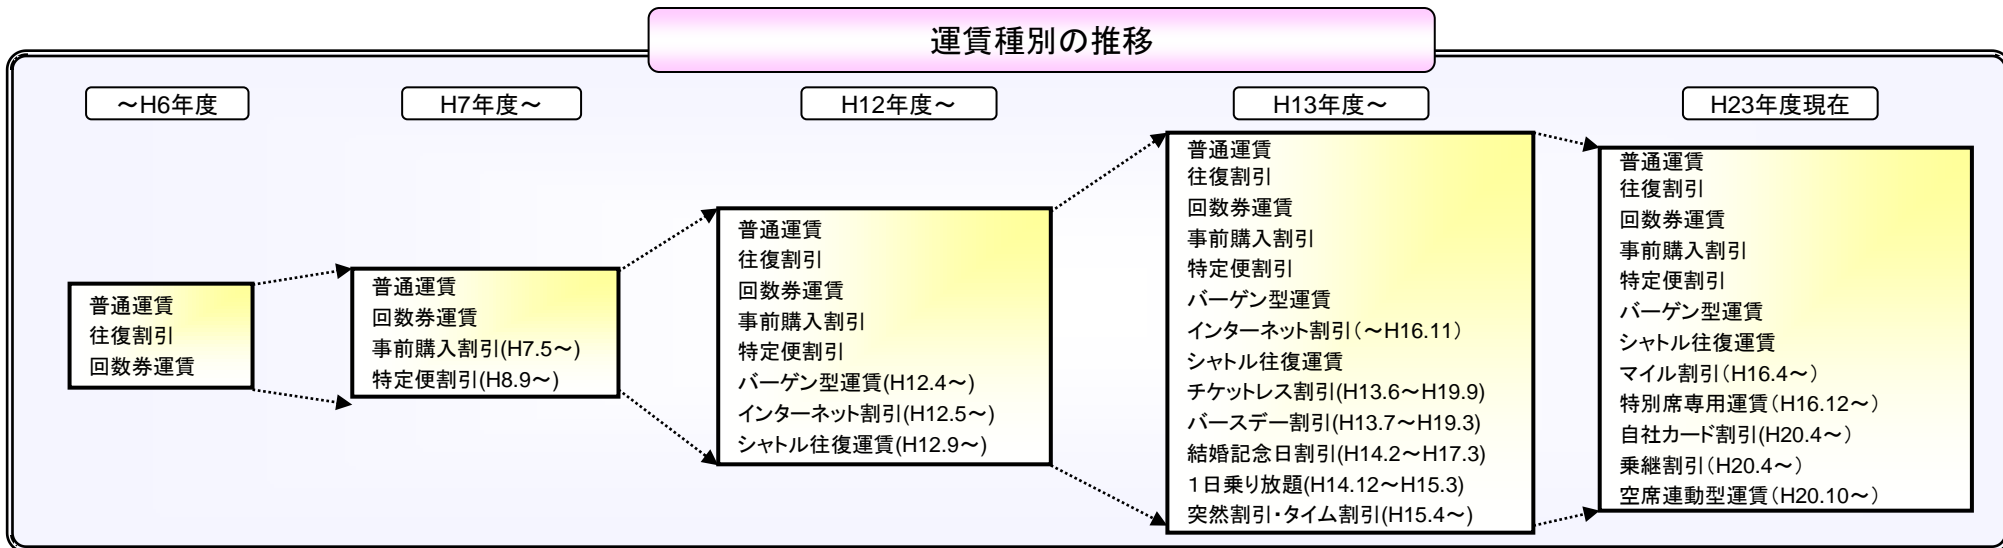 運賃種別の推移
～H6年度
普通運賃
往復割引
回数券運賃
H7年度～
普通運賃
回数券運賃
事前購入割引(H7.5～)
特定便割引(H8.9～)
H12年度～
普通運賃
往復割引
回数券運賃
事前購入割引
特定便割引
バーゲン型運賃(H12.4～)
インターネット割引(H12.5～)
シャトル往復運賃(H12.9～)
H13年度～
普通運賃
往復割引
回数券運賃
事前購入割引
特定便割引
バーゲン型運賃
インターネット割引（～H16.11）
シャトル往復運賃
チケットレス割引(H13.6～H19.9)
バースデー割引(H13.7～H19.3)
結婚記念日割引(H14.2～H17.3)
１日乗り放題(H14.12～H15.3)
突然割引・タイム割引(H15.4～)
H23年度現在
普通運賃
往復割引
回数券運賃
事前購入割引
特定便割引
バーゲン型運賃
シャトル往復運賃
マイル割引（H16.4～）
特別席専用運賃（H16.12～）
自社カード割引（H20.4～）
乗継割引（H20.4～）
空席連動型運賃（H20.10～）